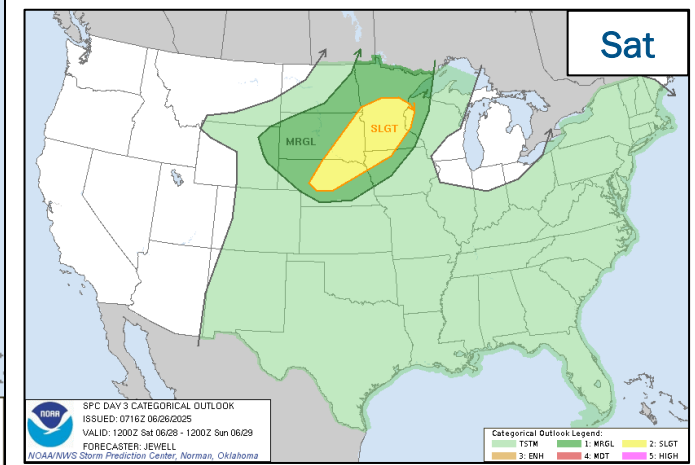 Sat
SLGT
MRGL
NOAA
SPC DAY 3 CATEGORICAL OUTLOOK
ISSUED: 0716Z 06/26/2025
VALID: 1200Z Sat 06/28 - 1200Z Sun 06/29
FORECASTER: JEWELL
NOAA/NWS Storm Prediction Center, Norman, Oklahoma
Categorical Outlook Legend:
TSTM 1: MRGL 2: SLGT
3: ENH 4: MDT 5: HIGH